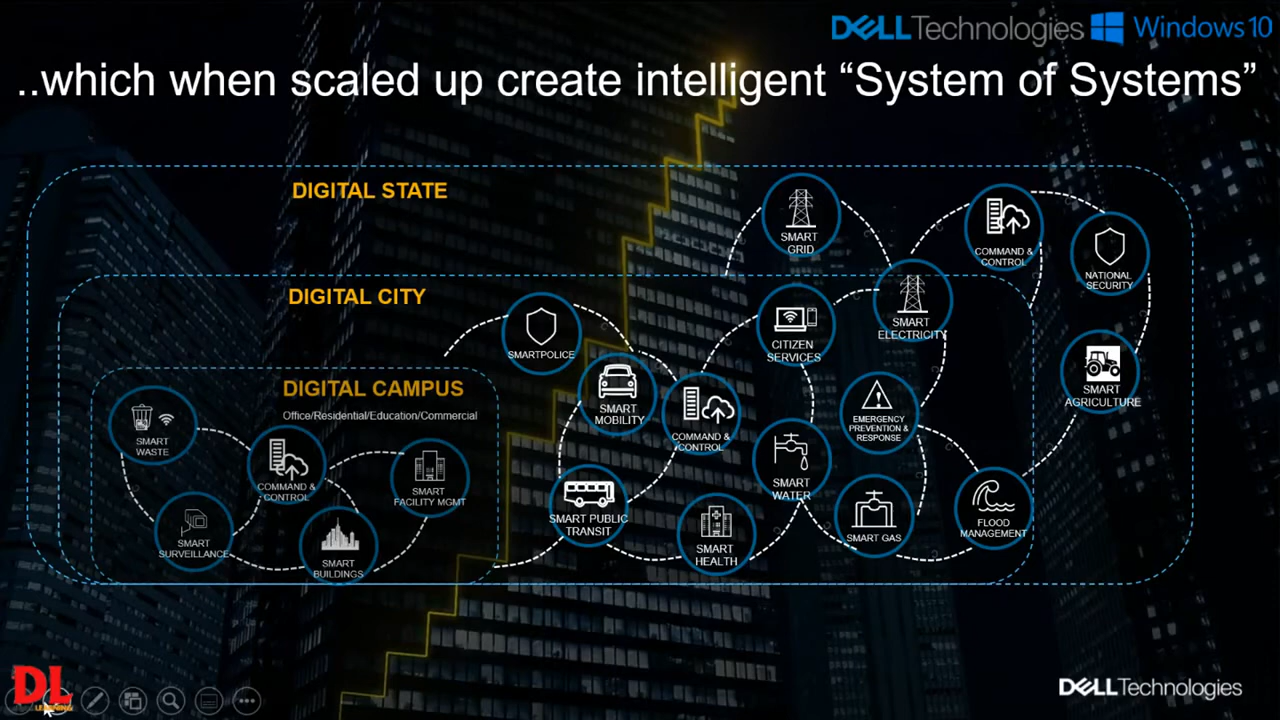 DELLTechnologies Windows 10
..which when scaled up create intelligent “System of Systems”
DIGITAL STATE
SMART
GRID
COMMAND &
CONTROL
NATIONAL
SECURITY
SMART
AGRICULTURE
DIGITAL CITY
SMARTPOLICE
CITIZEN
SERVICES
SMART
ELECTRICITY
SMART
MOBILITY
COMMAND &
CONTROL
EMERGENCY
PREVENTION &
RESPONSE
SMART
WATER
SMART PUBLIC
TRANSIT
SMART
HEALTH
SMART GAS
FLOOD
MANAGEMENT
DIGITAL CAMPUS
Office/Residential/Education/Commercial
SMART
WASTE
COMMAND &
CONTROL
SMART
FACILITY MGMT
SMART
SURVEILLANCE
SMART
BUILDINGS
DL
LEARNING
DELLTechnologies